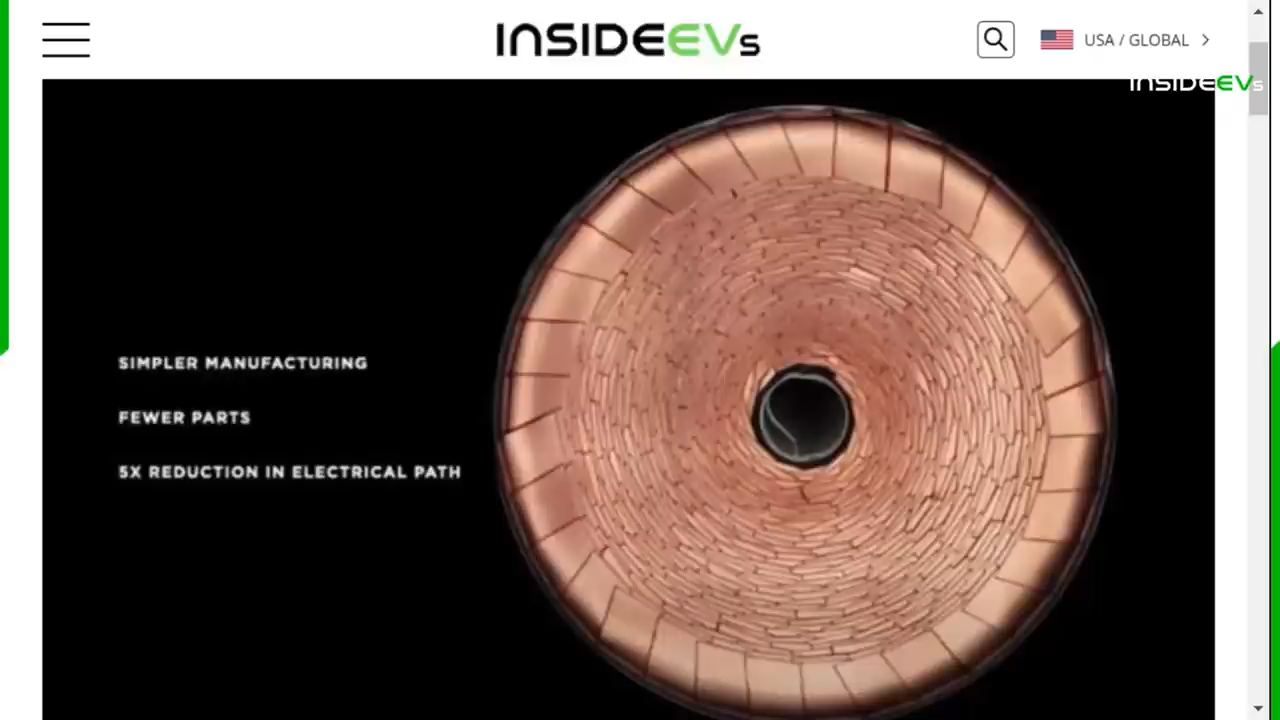 INSIDEEVs
USA / GLOBAL
INSIDEEVs
SIMPLER MANUFACTURING
FEWER PARTS
5X REDUCTION IN ELECTRICAL PATH